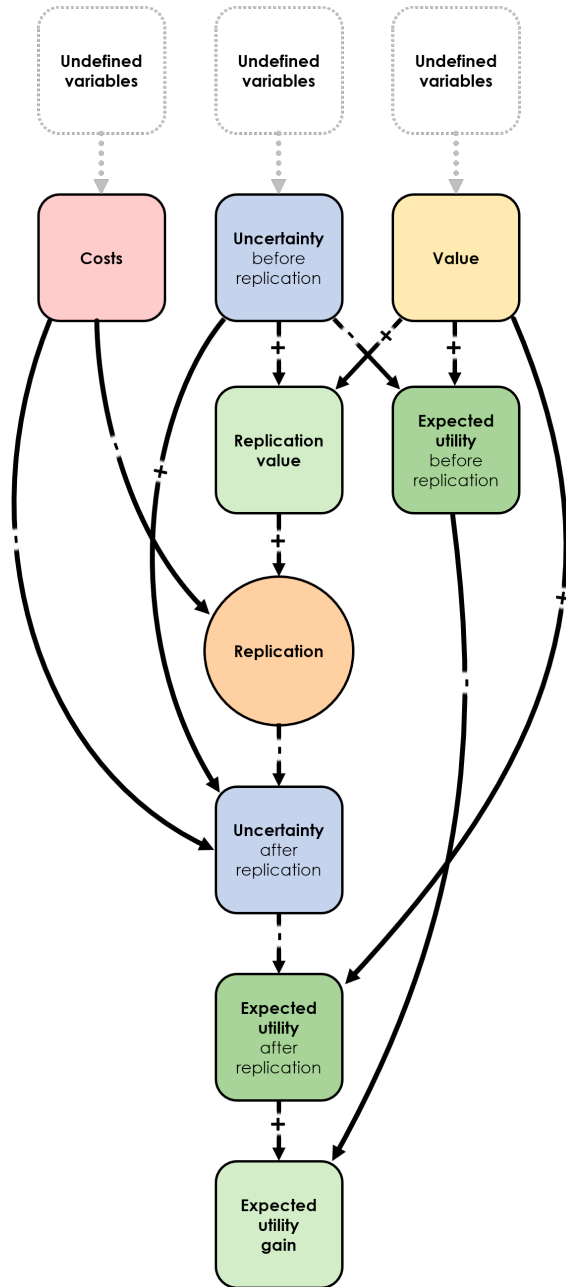 Undefined
variables
Undefined
variables
Undefined
variables
Costs
Uncertainty
before
replication
Value
+
-
+
+
-
+
Replication
value
Expected
utility
before
replication
-
+
+
Replication
-
-
Uncertainty
after
replication
-
Expected
utility
after
replication
+
Expected
utility
gain